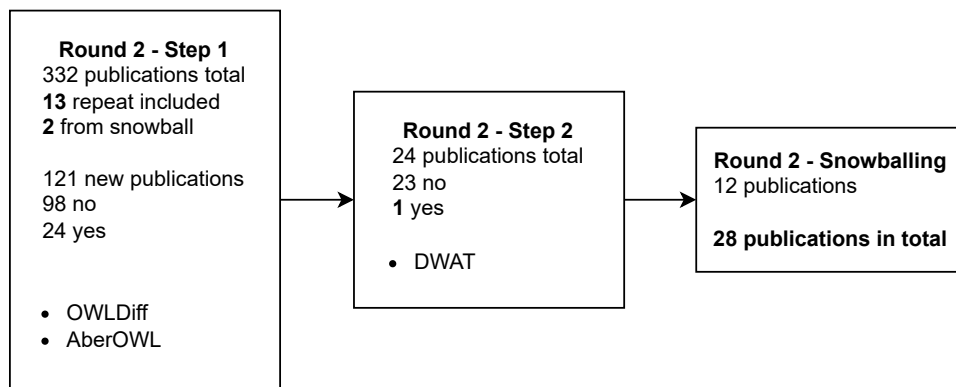 Round 2 - Step 1
332 publications total
13 repeat included
2 from snowball
121 new publications
98 no
24 yes
• OWLDiff
• AberOWL
Round 2 - Step 2
24 publications total
23 no
1 yes
• DWAT
Round 2 - Snowballing
12 publications
28 publications in total